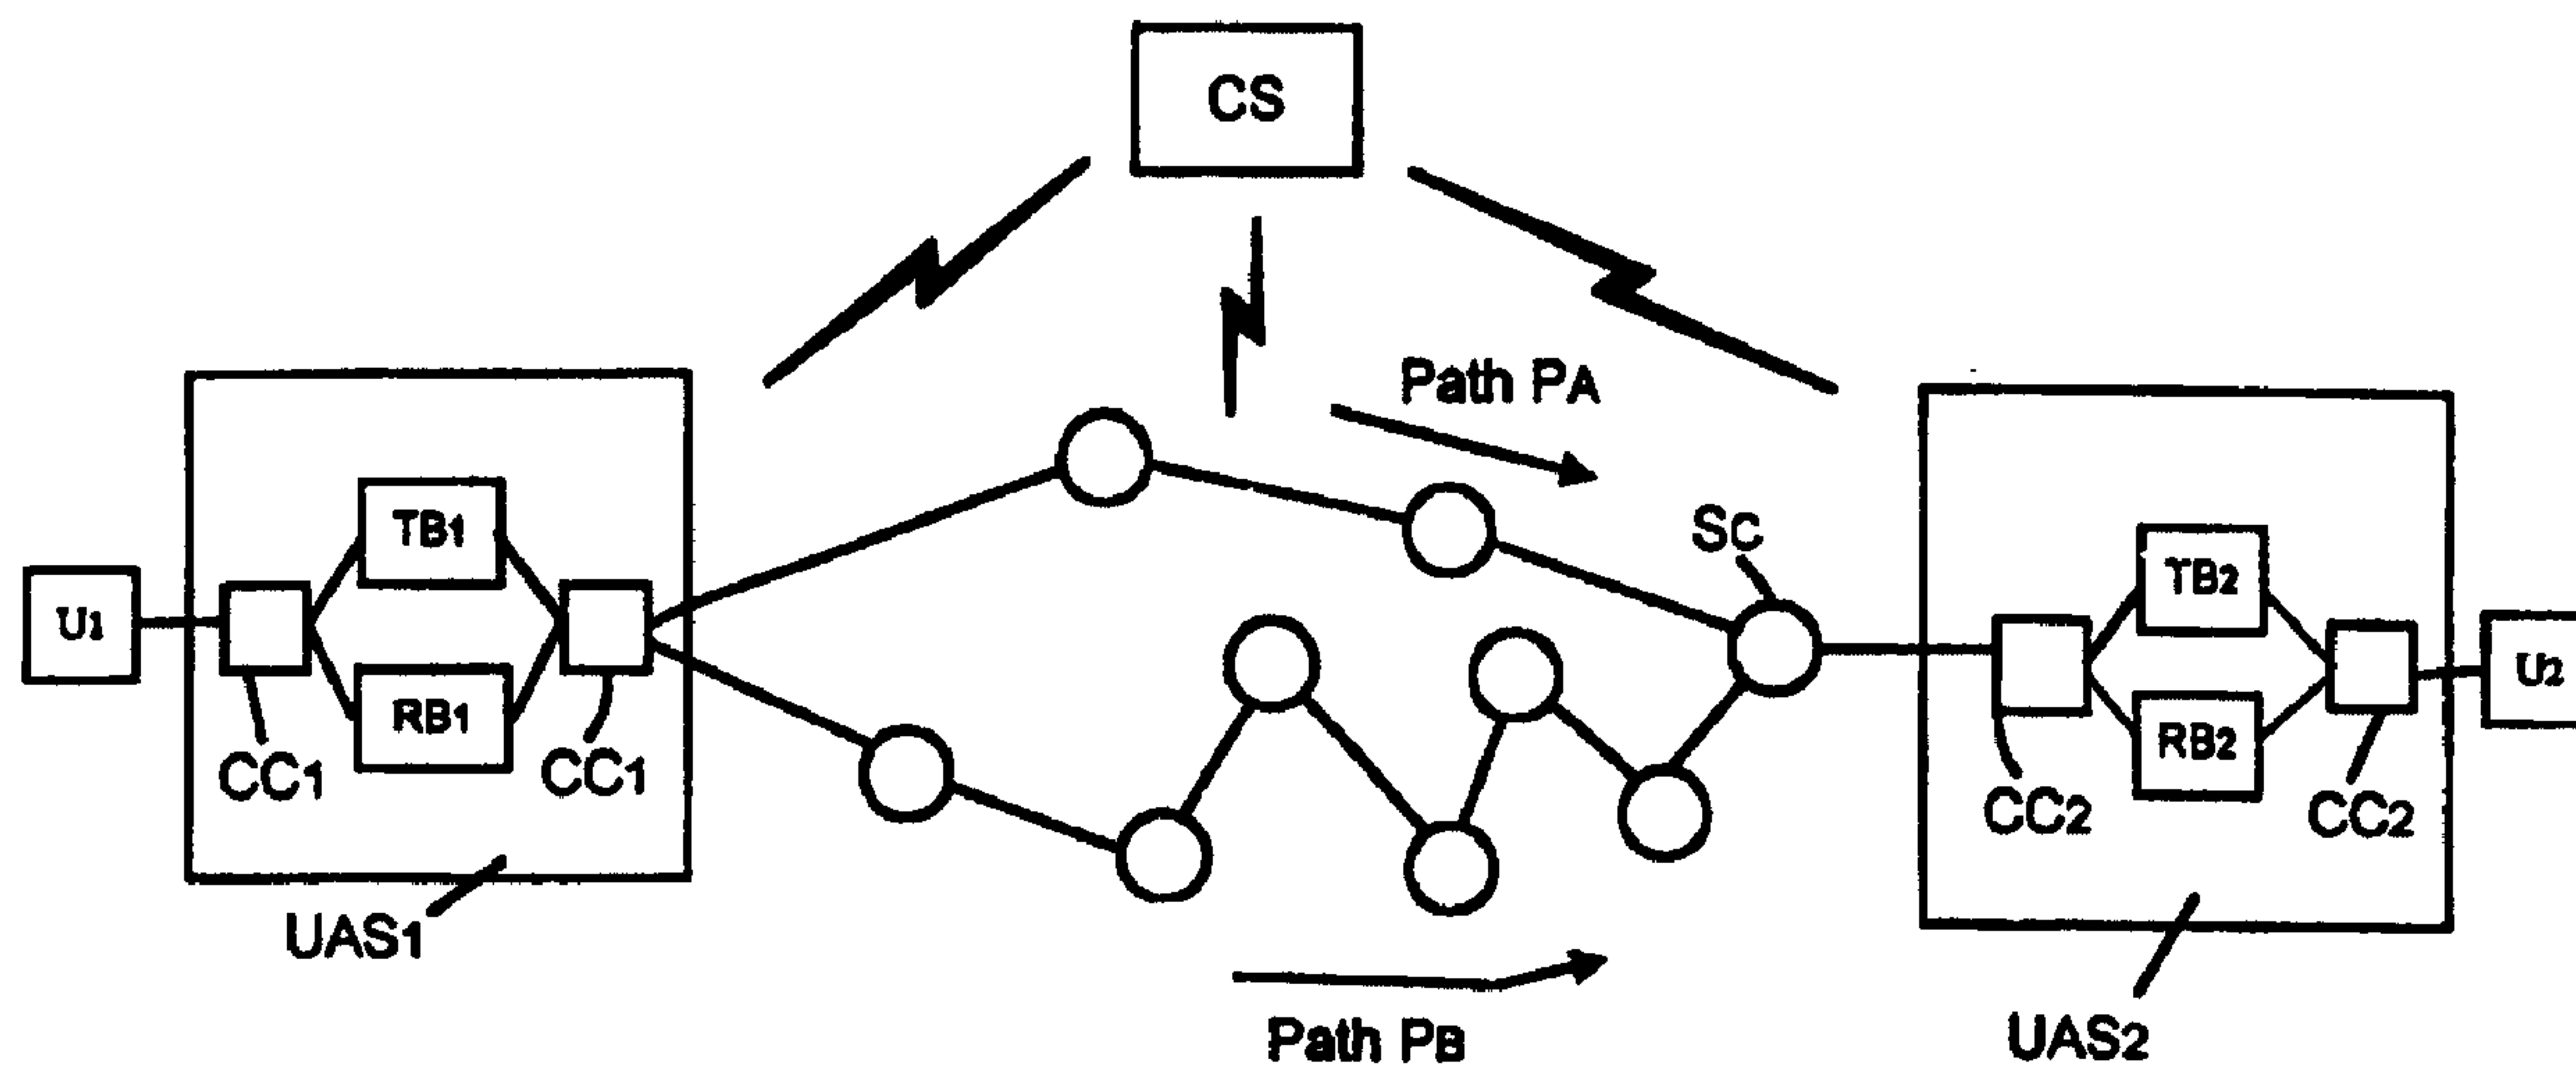 CS
Path PA
SC
TB1
TB2
U1
U2
RB1
RB2
CC1
CC1
CC2
CC2
UAS1
Path PB
UAS2